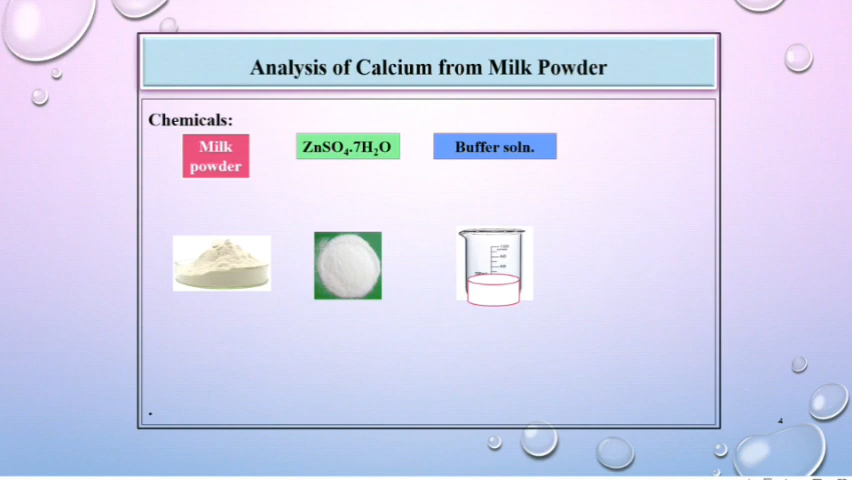 Analysis of Calcium from Milk Powder
Chemicals:
Milk
powder
ZnSO₄.7H₂O
Buffer soln.
.
4